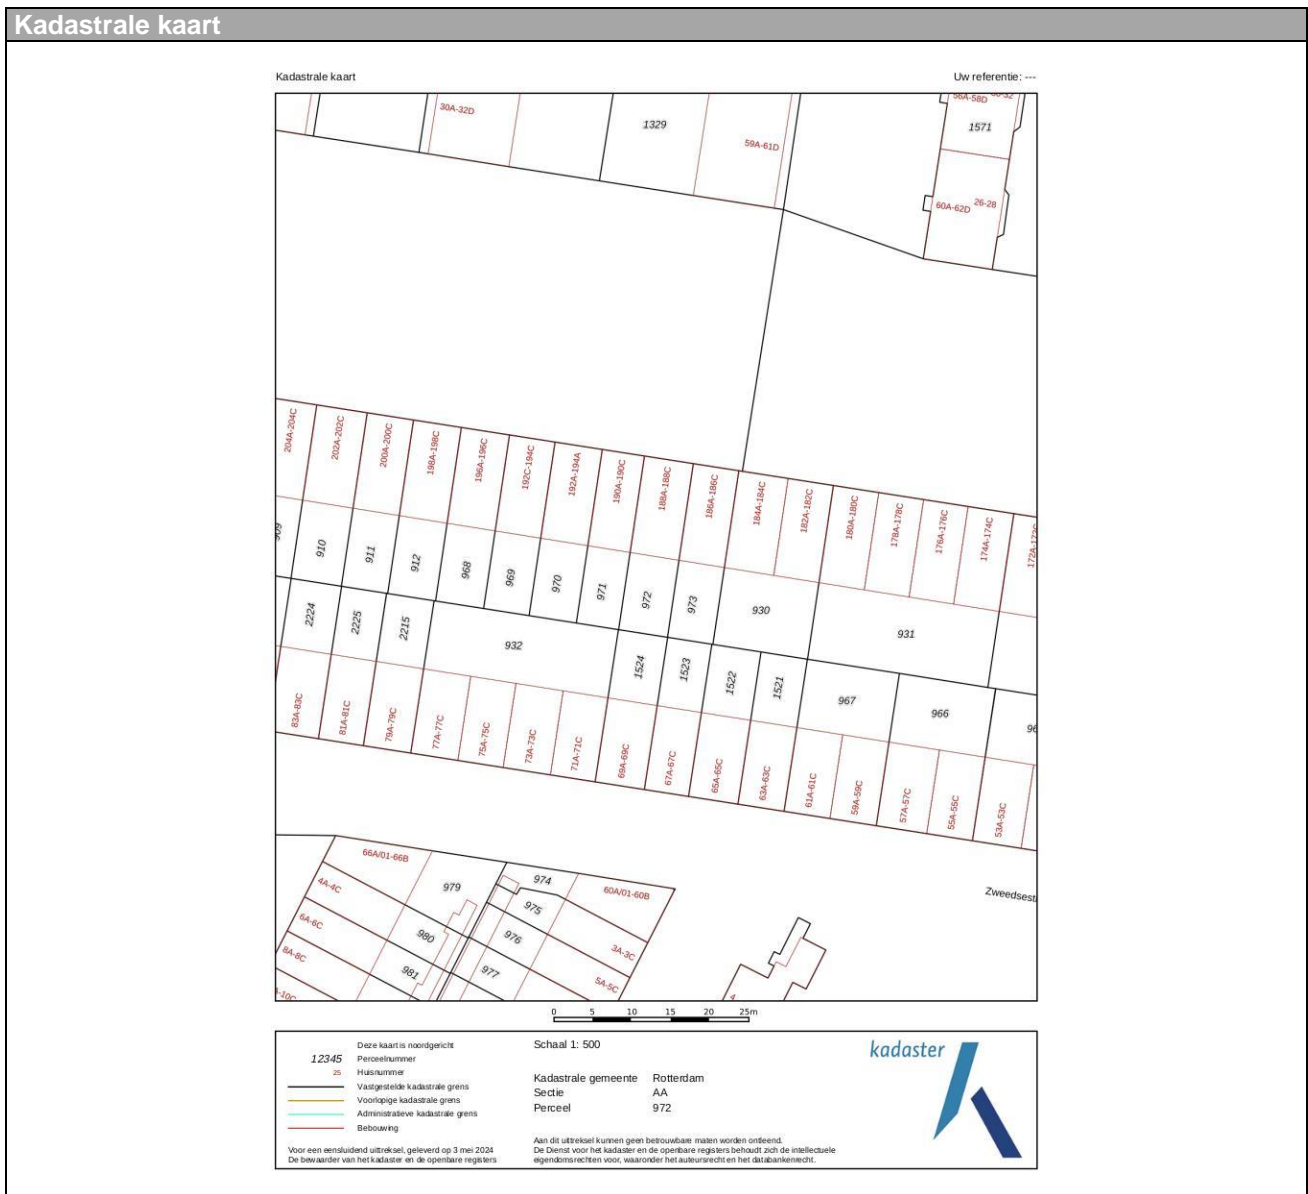 Kadastrale kaart
Kadastrale kaart
Uw referentie: ---
30A-32D
1329
59A-61D
56A-58D
1571
60A-62D
26-28
204A-204C
202A-202C
200A-200C
198A-198C
196A-196C
192C-194C
192A-194A
190A-190C
188A-188C
186A-186C
184A-184C
182A-182C
180A-180C
178A-178C
176A-176C
174A-174C
909
910
911
912
968
969
970
971
972
973
930
931
2224
2225
2215
932
1524
1523
1522
1521
967
966
83A-83C
81A-81C
79A-79C
77A-77C
75A-75C
73A-73C
71A-71C
69A-69C
67A-67C
65A-65C
63A-63C
61A-61C
59A-59C
57A-57C
55A-55C
53A-53C
66A/01-66B
979
974
60A/01-60B
4A-4C
975
6A-6C
980
976
3A-3C
8A-8C
981
977
5A-5C
-10C
4
Zweedsest
0 5 10 15 20 25m
Deze kaart is noordgericht
12345 Perceelnummer
25 Huisnummer
Vastgestelde kadastrale grens
Voorlopige kadastrale grens
Administratieve kadastrale grens
Bebouwing
Voor een eensluidend uittreksel, geleverd op 3 mei 2024
De bewaarder van het kadaster en de openbare registers
Schaal 1: 500
Kadastrale gemeente Rotterdam
Sectie AA
Perceel 972
Aan dit uittreksel kunnen geen betrouwbare maten worden ontleend.
De Dienst voor het kadaster en de openbare registers behoudt zich de intellectuele
eigendomsrechten voor, waaronder het auteursrecht en het databankenrecht.
kadaster